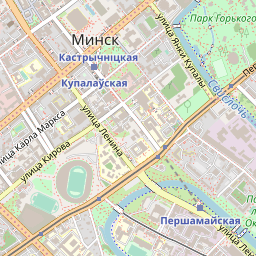 Парк Горького
Минск
улица Янки Купалы
Кастрычніцкая
Купалаўская
Свіслач
улица Карла Маркса
улица Ленина
улица Кирова
Першамайская